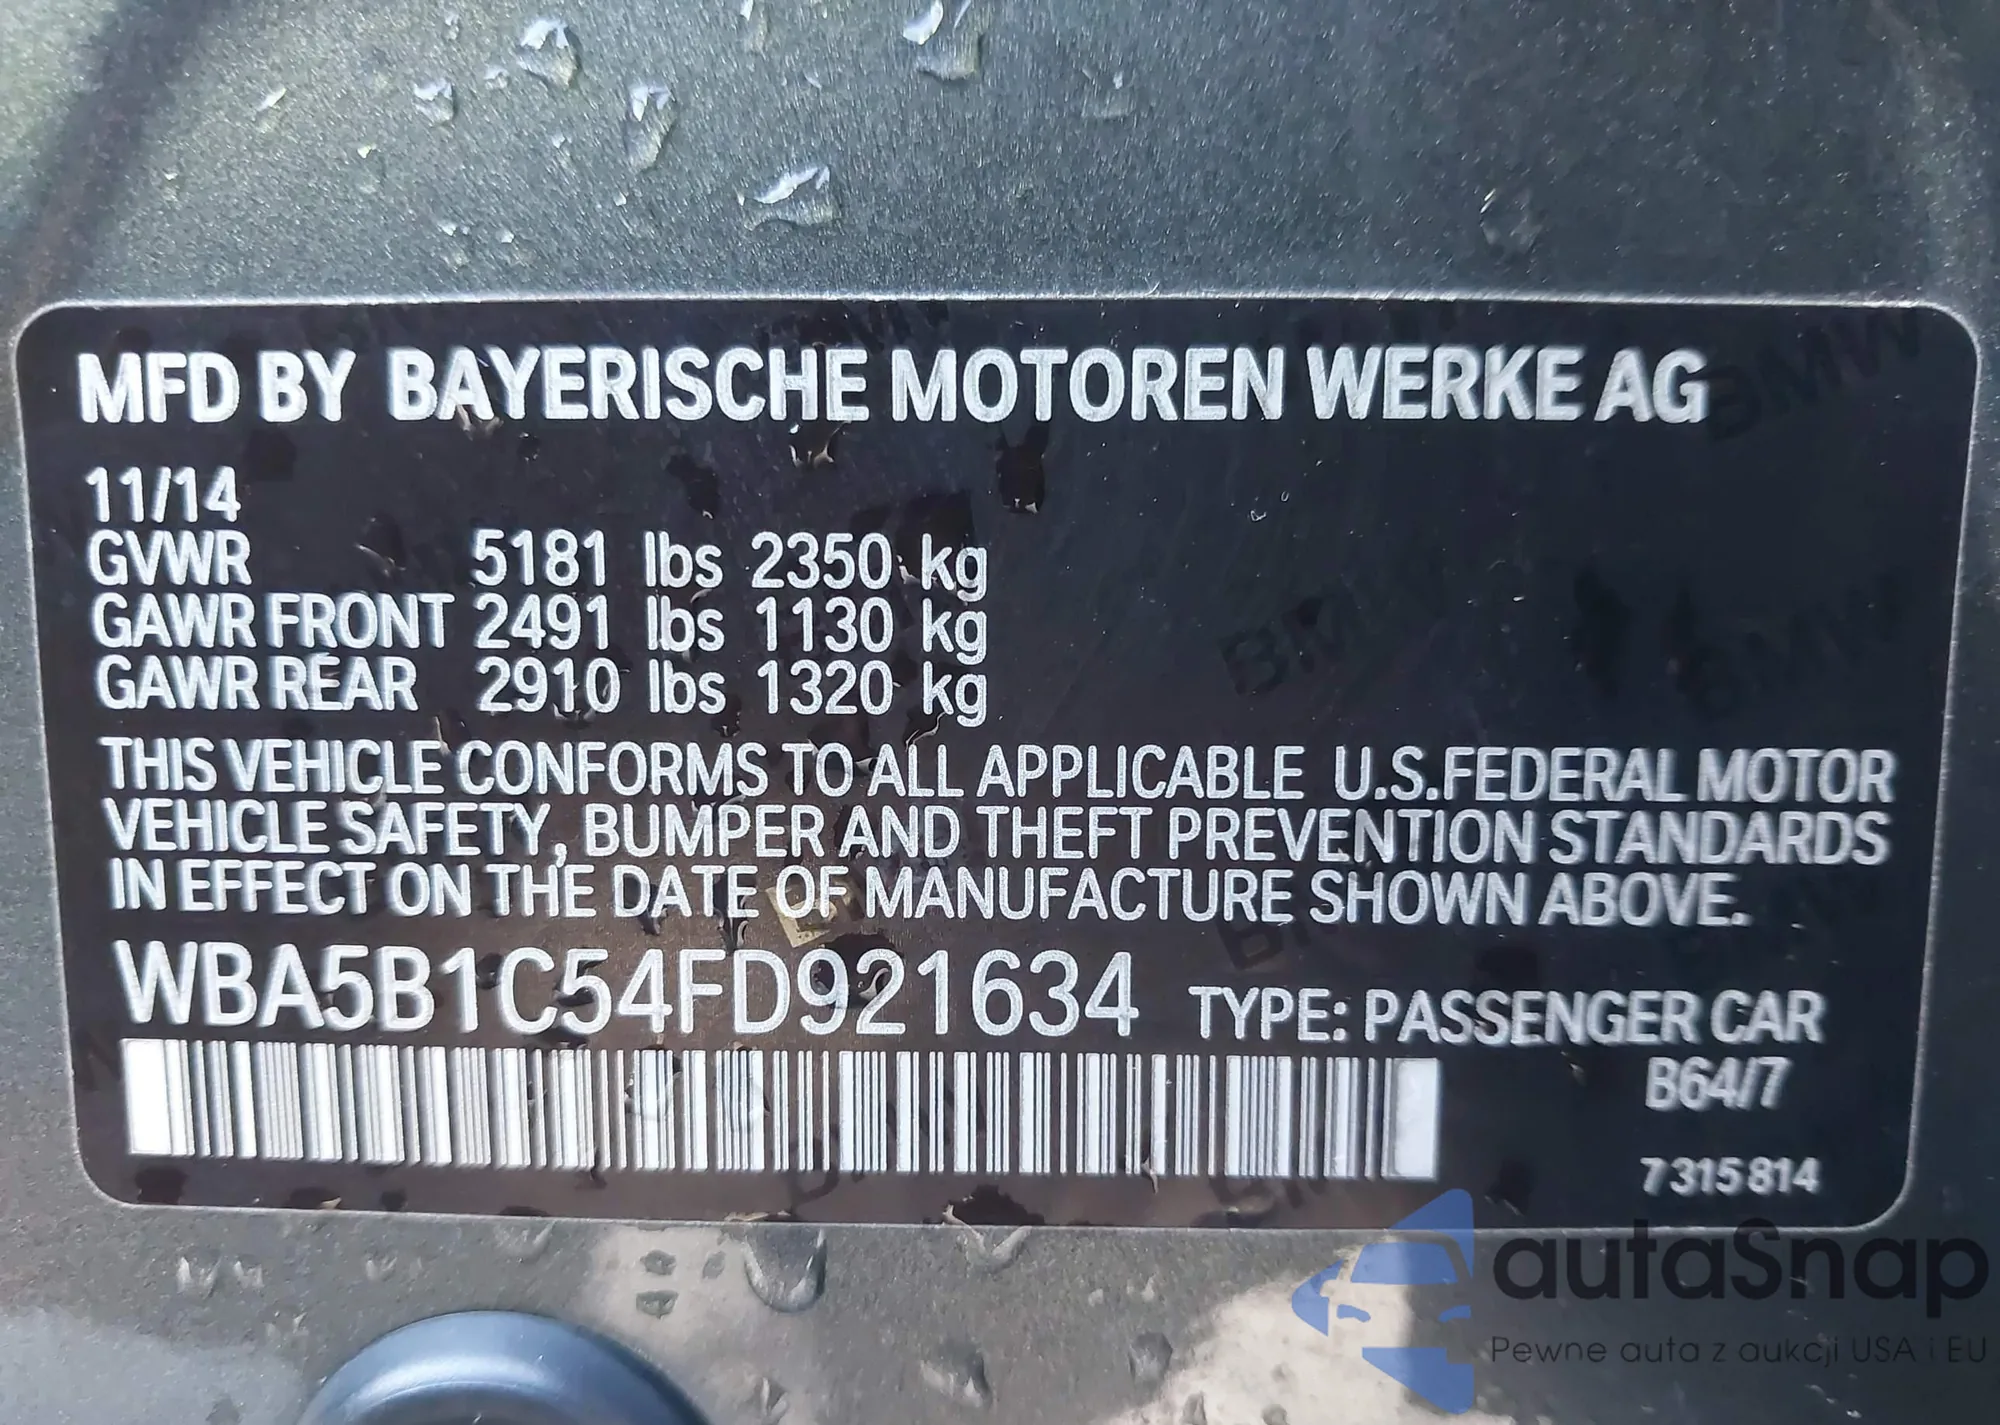 MFD BY BAYERISCHE MOTOREN WERKE AG
11/14
GVWR 5181 lbs 2350 kg
GAWR FRONT 2491 lbs 1130 kg
GAWR REAR 2910 lbs 1320 kg
THIS VEHICLE CONFORMS TO ALL APPLICABLE U.S.FEDERAL MOTOR
VEHICLE SAFETY, BUMPER AND THEFT PREVENTION STANDARDS
IN EFFECT ON THE DATE OF MANUFACTURE SHOWN ABOVE.
WBA5B1C54FD921634 TYPE: PASSENGER CAR
B64/7
7 315 814
autoSnap
Pewne auta z aukcji USA i EU